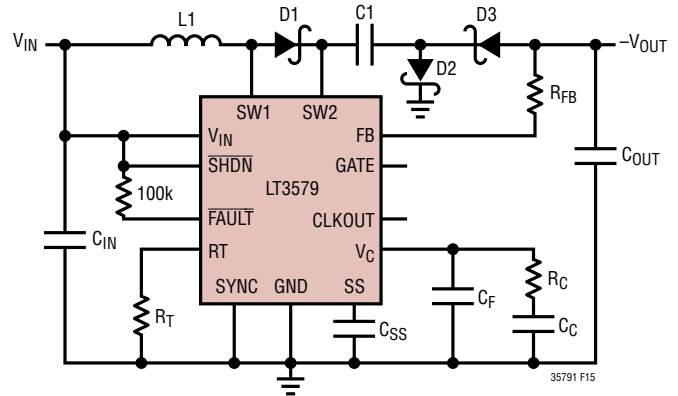 L1
D1
C1
D3
VIN
–VOUT
D2
SW1
SW2
RFB
VIN
FB
SHDN
GATE
COUT
100k
LT3579
FAULT
CLKOUT
CIN
RT
VC
RC
SYNC
GND
SS
CF
RT
CSS
CC
35791 F15